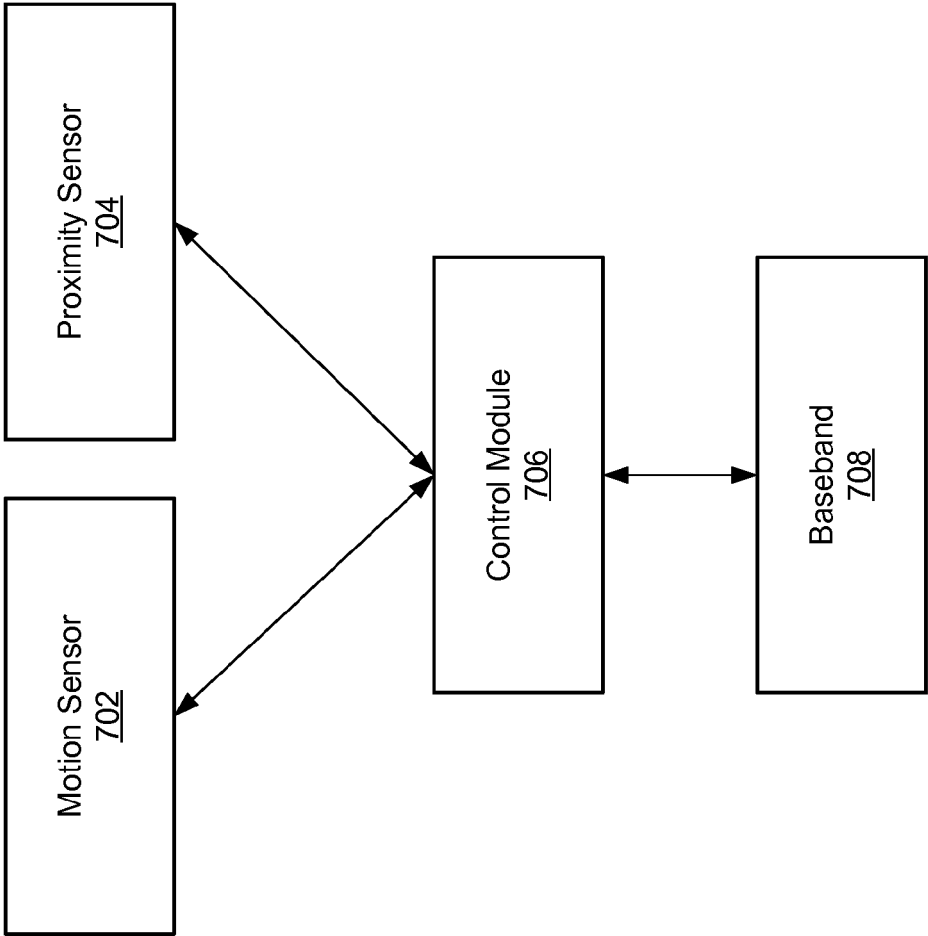 Motion Sensor
702
Proximity Sensor
704
Control Module
706
Baseband
708